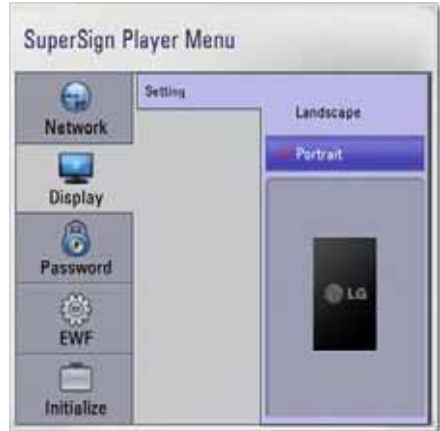 SuperSign Player Menu
Network
Display
Password
EWF
Initialize
Setting
Landscape
Portrait
LG